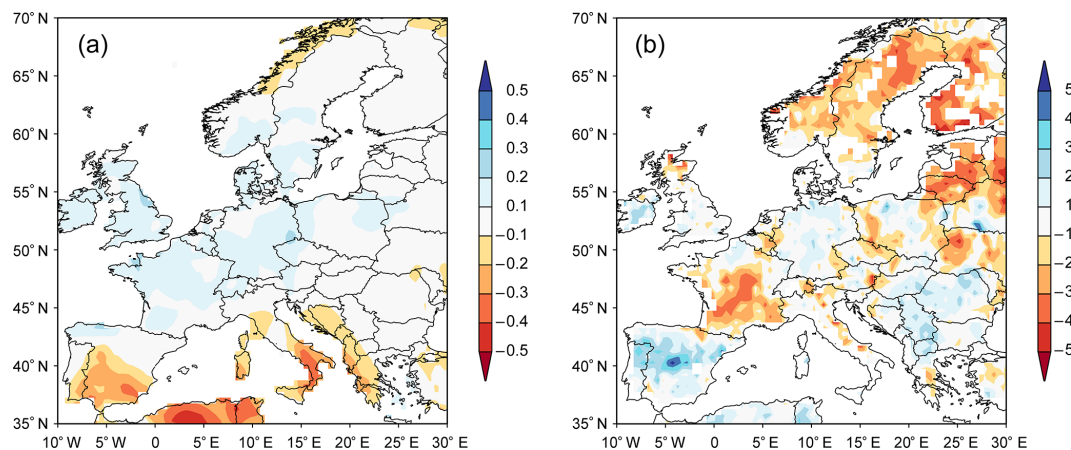 (a)
70° N
65° N
60° N
55° N
50° N
45° N
40° N
35° N
10° W
5° W
0
5° E
10° E
15° E
20° E
25° E
30° E
0.5
0.4
0.3
0.2
0.1
−0.1
−0.2
−0.3
−0.4
−0.5
(b)
70° N
65° N
60° N
55° N
50° N
45° N
40° N
35° N
10° W
5° W
0
5° E
10° E
15° E
20° E
25° E
30° E
5
4
3
2
1
−1
−2
−3
−4
−5